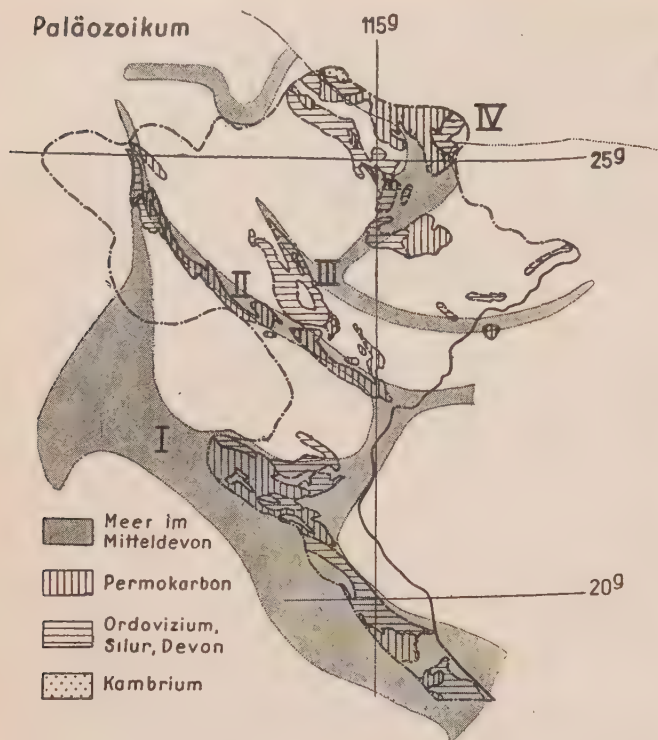 Paläozoikum
115g
IV
25g
III
II
I
Meer im
Mitteldevon
Permokarbon
20g
Ordovizium,
Silur, Devon
Kambrium